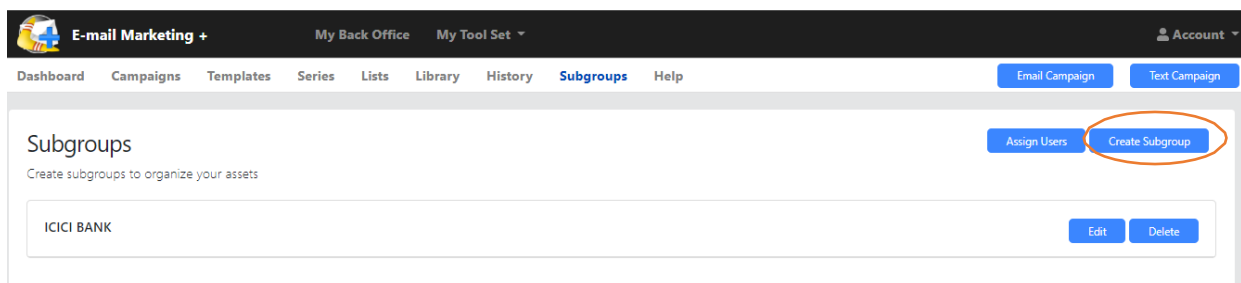 E-mail Marketing + My Back Office My Tool Set Account
Dashboard Campaigns Templates Series Lists Library History Subgroups Help Email Campaign Text Campaign
Subgroups Assign Users Create Subgroup
Create subgroups to organize your assets
ICICI BANK Edit Delete